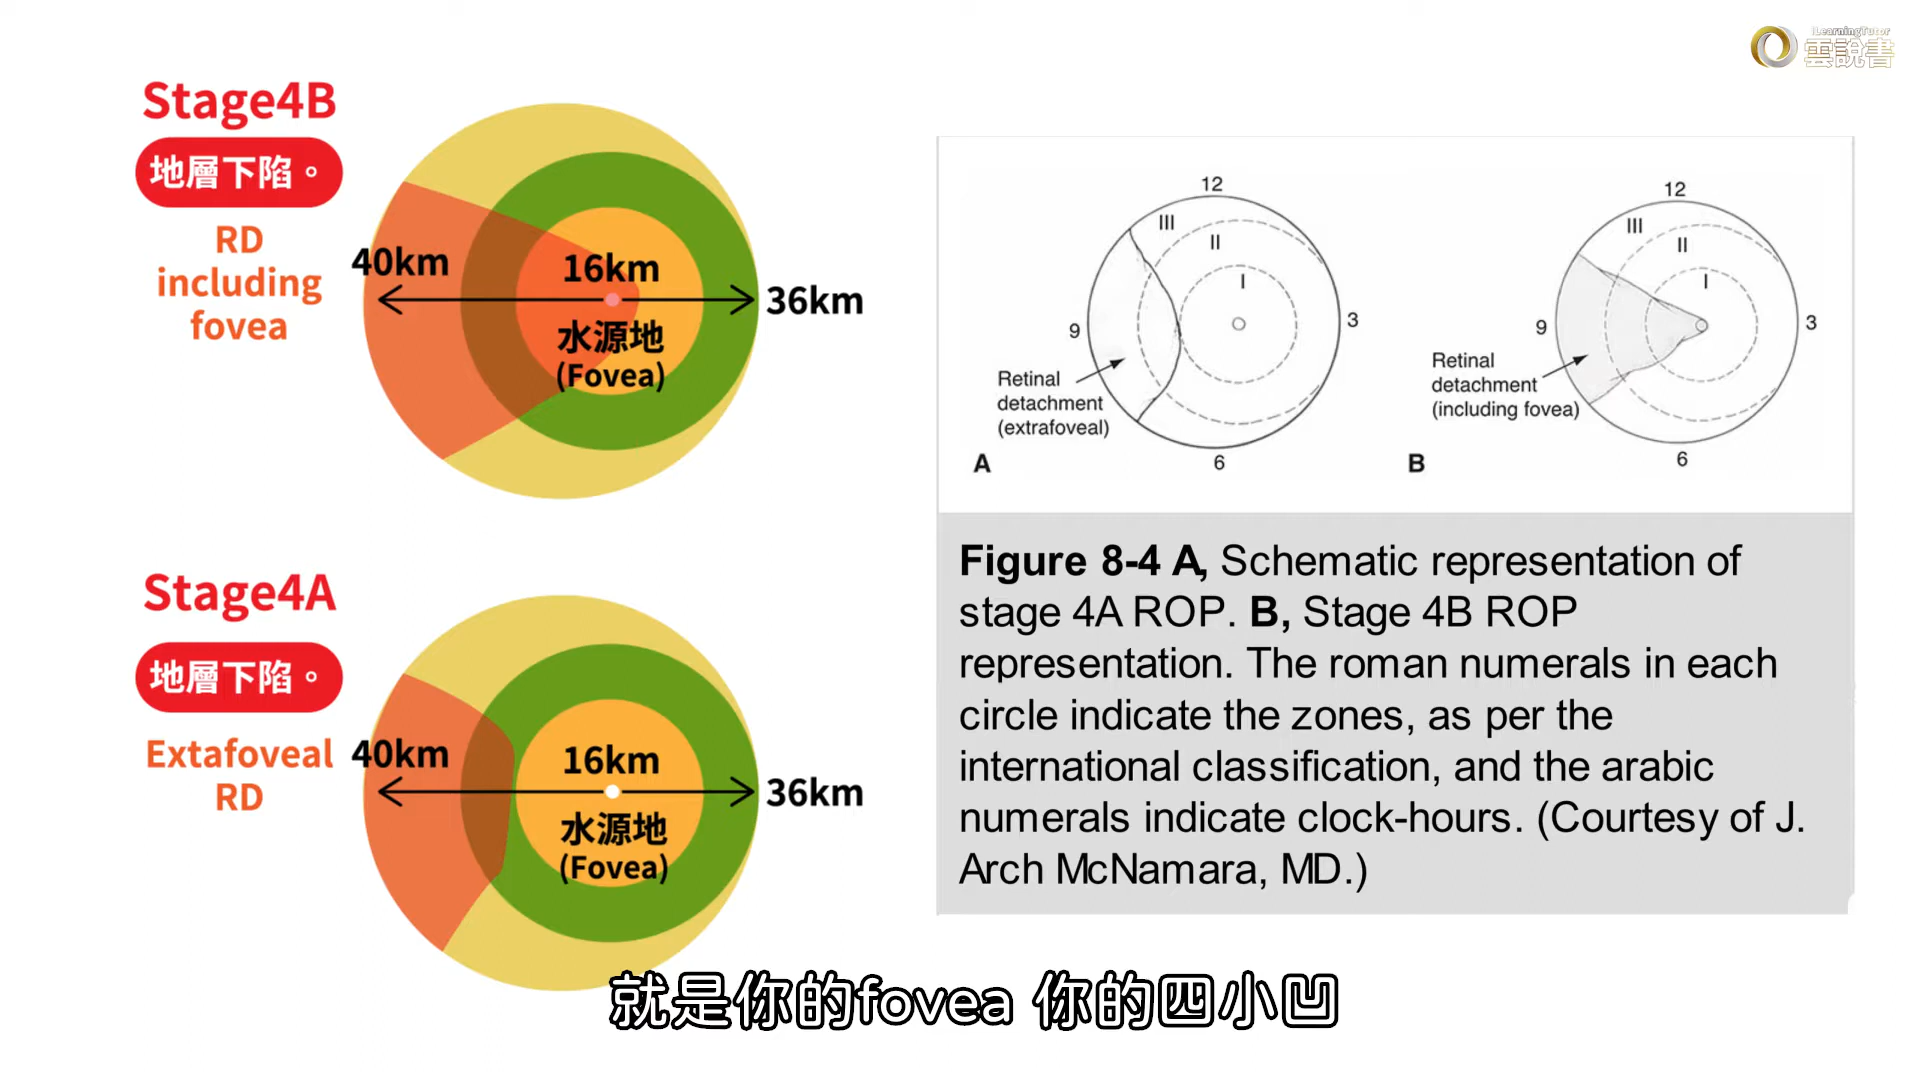 iLearningTutor
雲說書
Stage4B
地層下陷。
RD
including
fovea
40km
16km
36km
水源地
(Fovea)
Stage4A
地層下陷。
Extafoveal
RD
40km
16km
36km
水源地
(Fovea)
12
III
II
I
9
3
Retinal
detachment
(extrafoveal)
6
A
12
III
II
I
9
3
Retinal
detachment
(including fovea)
6
B
Figure 8-4 A, Schematic representation of
stage 4A ROP. B, Stage 4B ROP
representation. The roman numerals in each
circle indicate the zones, as per the
international classification, and the arabic
numerals indicate clock-hours. (Courtesy of J.
Arch McNamara, MD.)
就是你的fovea 你的四小凹